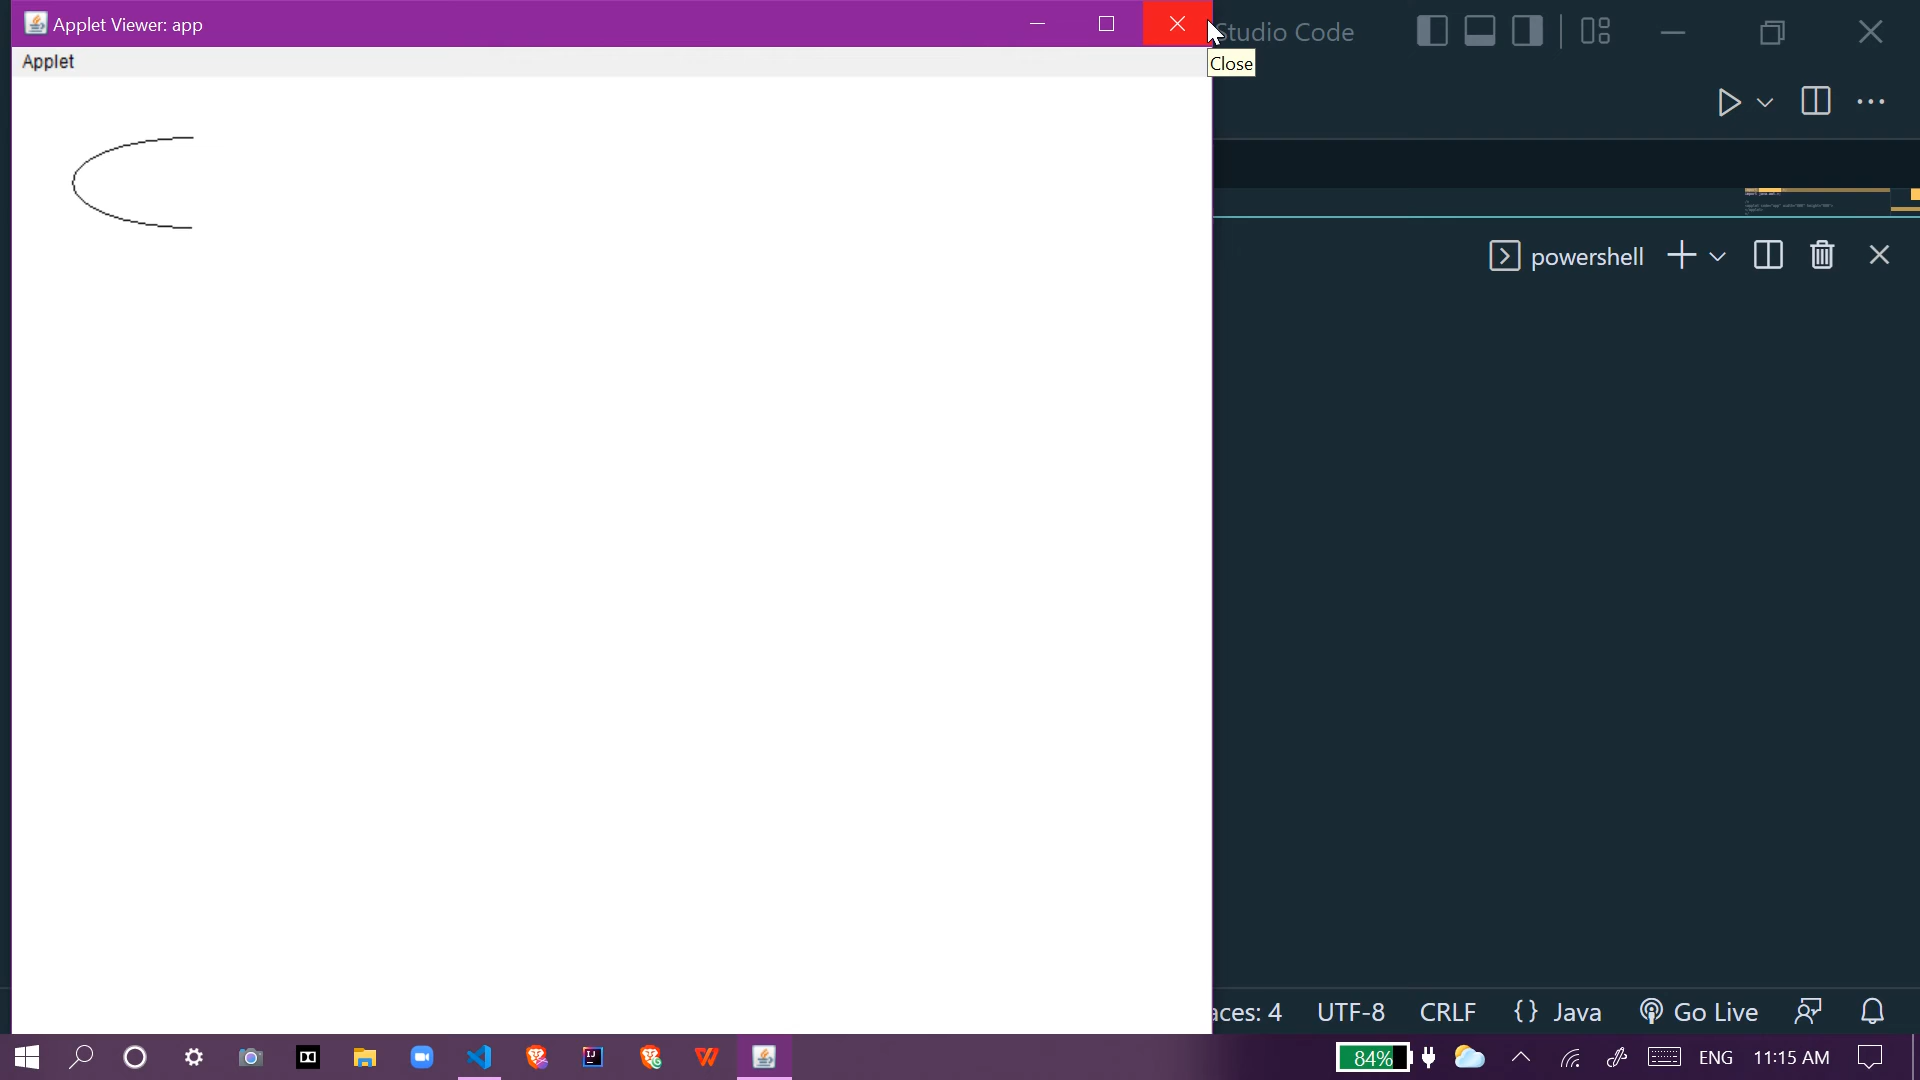 Applet Viewer: app
Studio Code
Applet
Close
powershell
aces: 4
UTF-8
CRLF
{} Java
Go Live
84%
ENG
11:15 AM